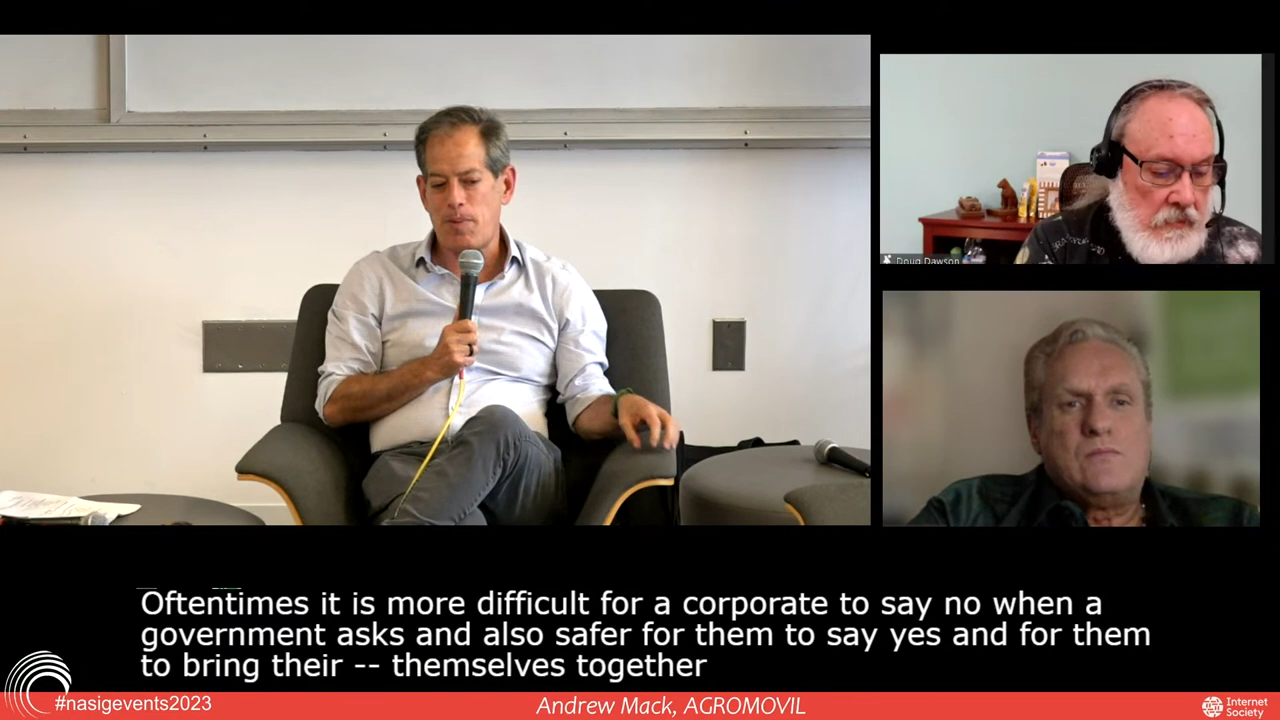 Doug Dawson
Oftentimes it is more difficult for a corporate to say no when a
government asks and also safer for them to say yes and for them
to bring their -- themselves together
#nasigevents2023
Andrew Mack, AGROMOVIL
Internet
Society